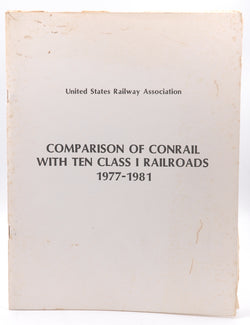 United States Railway Association
COMPARISON OF CONRAIL
WITH TEN CLASS I RAILROADS
1977-1981